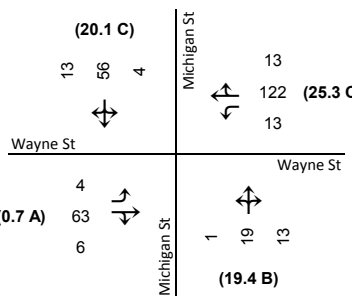 (20.1 C)
13 56 4
Michigan St
13
122 (25.3 C
13
Wayne St
Wayne St
4
(0.7 A) 63
6
Michigan St
1 19 13
(19.4 B)